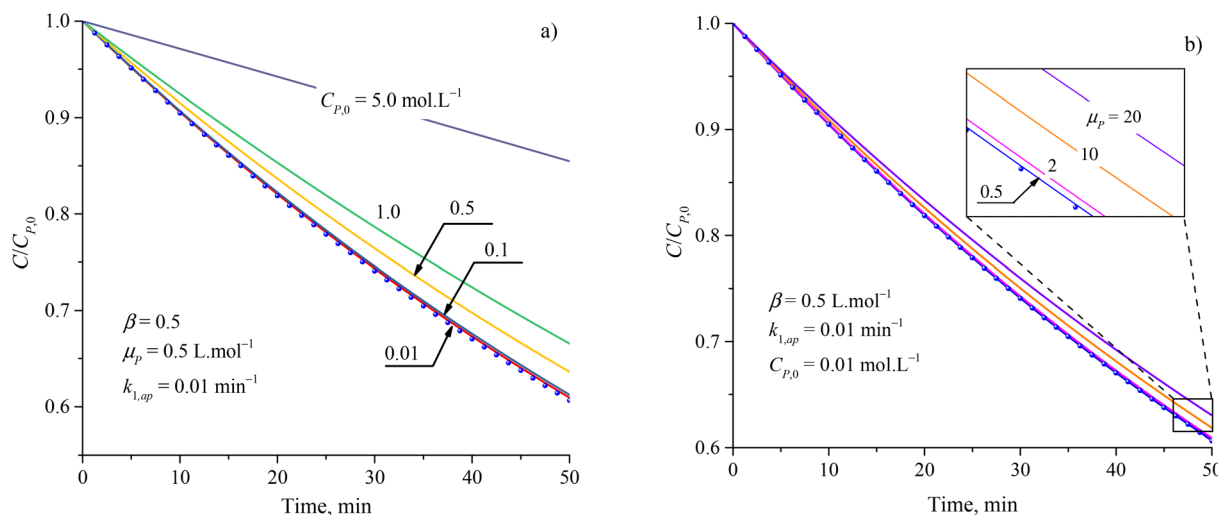 a)
1.0
0.9
0.8
0.7
0.6
C/C_{P,0}
C_{P,0} = 5.0 mol.L⁻¹
1.0
0.5
0.1
0.01
β = 0.5
μ_P = 0.5 L.mol⁻¹
k_{1,ap} = 0.01 min⁻¹
0 10 20 30 40 50
Time, min
b)
1.0
0.9
0.8
0.7
0.6
C/C_{P,0}
μ_P = 20
10
2
0.5
β = 0.5 L.mol⁻¹
k_{1,ap} = 0.01 min⁻¹
C_{P,0} = 0.01 mol.L⁻¹
0 10 20 30 40 50
Time, min